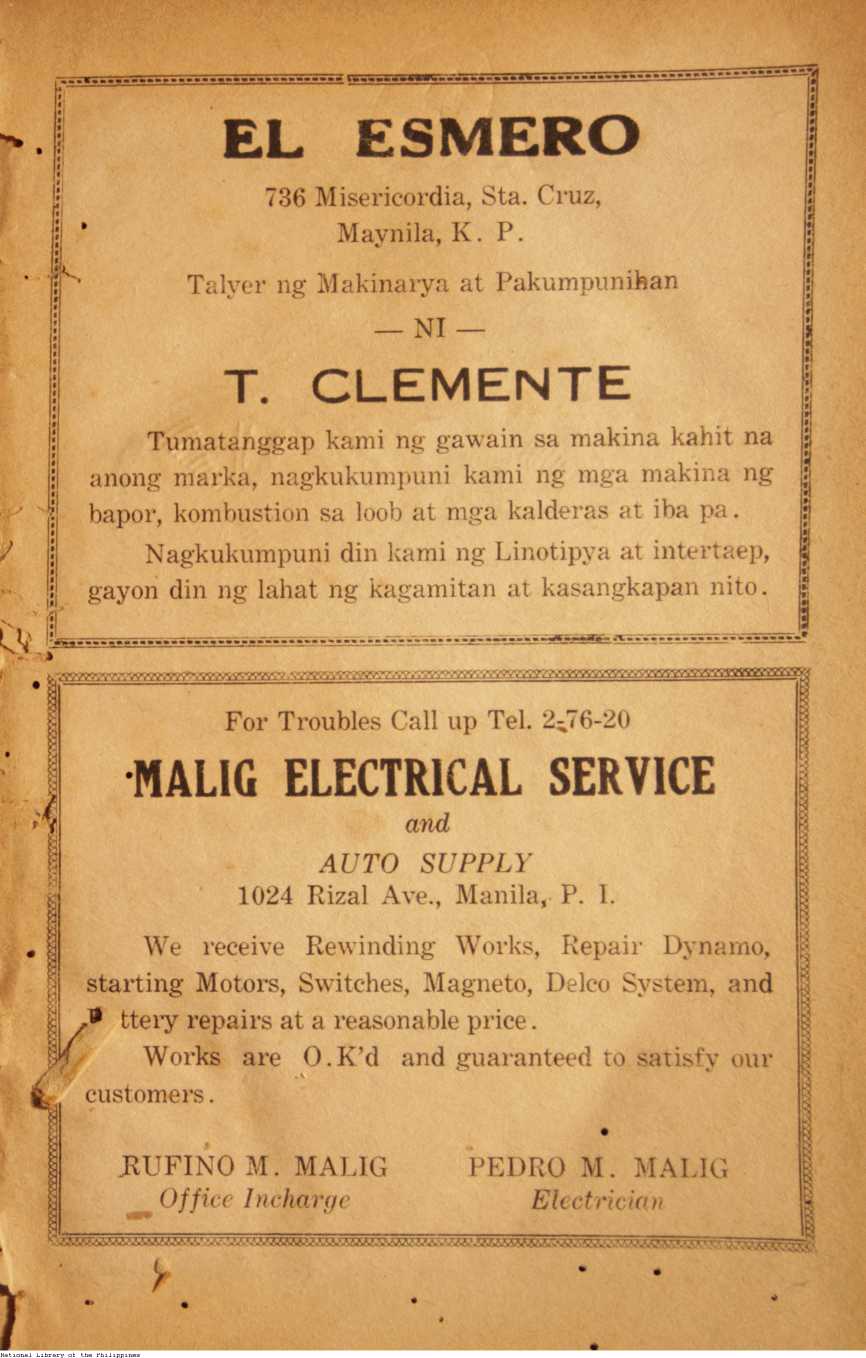 EL ESMERO
736 Misericordia, Sta. Cruz,
Maynila, K. P.
Talyer ng Makinarya at Pakumpunihan
— NI —
T. CLEMENTE
Tumatanggap kami ng gawain sa makina kahit na
anong marka, nagkukumpuni kami ng mga makina ng
bapor, kombustion sa loob at mga kalderas at iba pa.
Nagkukumpuni din kami ng Linotipya at intertaep,
gayon din ng lahat ng kagamitan at kasangkapan nito.
For Troubles Call up Tel. 2-76-20
MALIG ELECTRICAL SERVICE
and
AUTO SUPPLY
1024 Rizal Ave., Manila, P. I.
We receive Rewinding Works, Repair Dynamo,
starting Motors, Switches, Magneto, Delco System, and
ttery repairs at a reasonable price.
Works are O.K'd and guaranteed to satisfy our
customers.
RUFINO M. MALIG PEDRO M. MALIG
Office Incharge Electrician
National Library of the Philippines